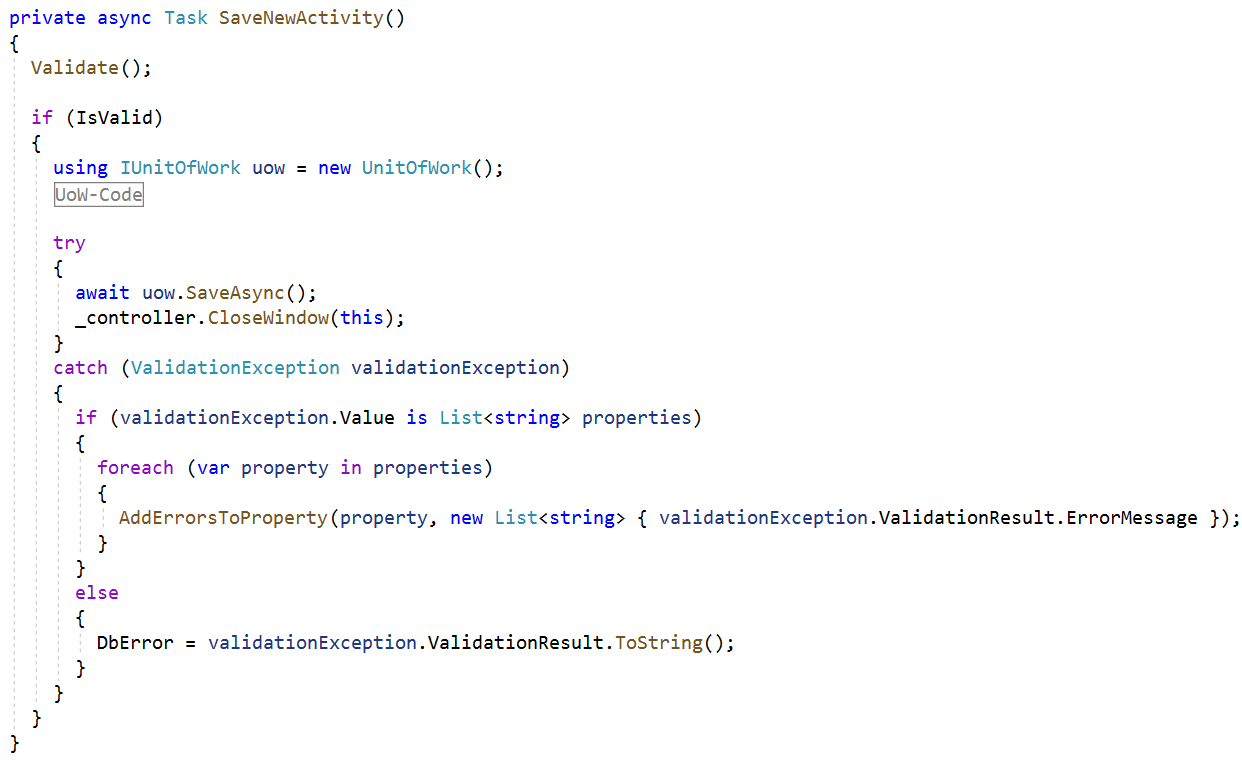 private async Task SaveNewActivity()
{
  Validate();

  if (IsValid)
  {
    using IUnitOfWork uow = new UnitOfWork();
    UoW-Code

    try
    {
      await uow.SaveAsync();
      _controller.CloseWindow(this);
    }
    catch (ValidationException validationException)
    {
      if (validationException.Value is List<string> properties)
      {
        foreach (var property in properties)
        {
          AddErrorsToProperty(property, new List<string> { validationException.ValidationResult.ErrorMessage });
        }
      }
      else
      {
        DbError = validationException.ValidationResult.ToString();
      }
    }
  }
}